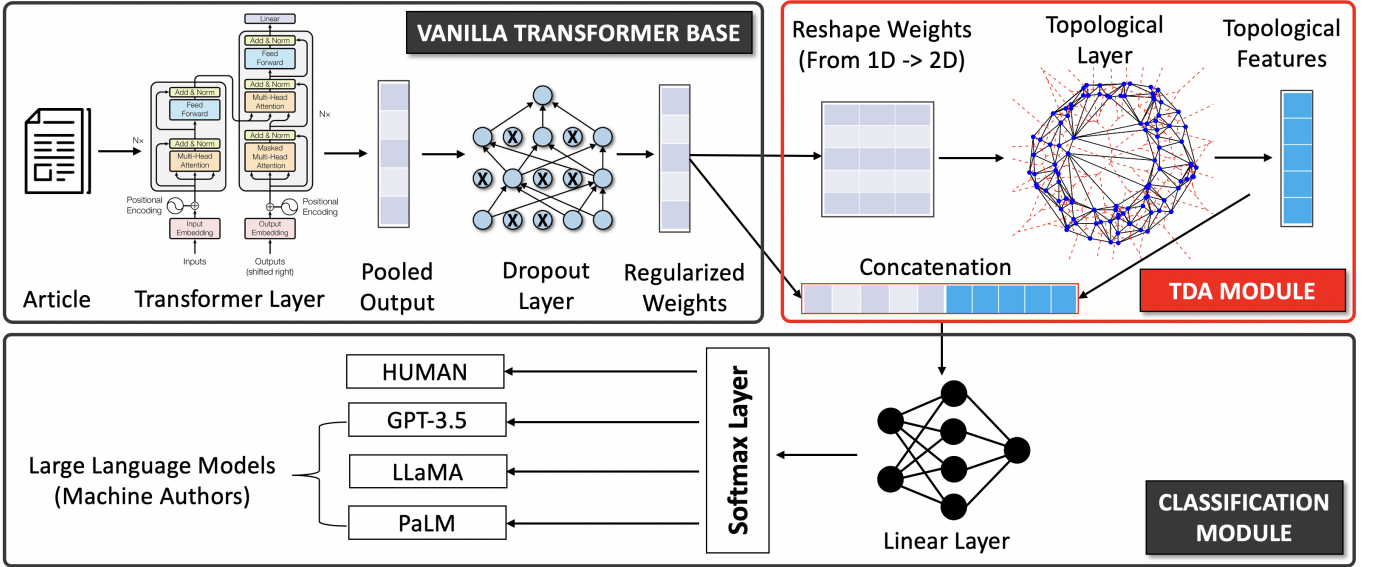 VANILLA TRANSFORMER BASE
Linear
Add & Norm
Feed
Forward
Add & Norm
Multi-Head
Attention
Add & Norm
Masked
Multi-Head
Attention
Nx
Add & Norm
Feed
Forward
Add & Norm
Multi-Head
Attention
Nx
Positional
Encoding
Positional
Encoding
Input
Embedding
Output
Embedding
Inputs
Outputs
(shifted right)
Article
Transformer Layer
Pooled
Output
X X
X X X
X X
Dropout
Layer
Regularized
Weights
Reshape Weights
(From 1D -> 2D)
Topological
Layer
Topological
Features
Concatenation
TDA MODULE
HUMAN
GPT-3.5
LLaMA
PaLM
Large Language Models
(Machine Authors)
Softmax Layer
Linear Layer
CLASSIFICATION
MODULE